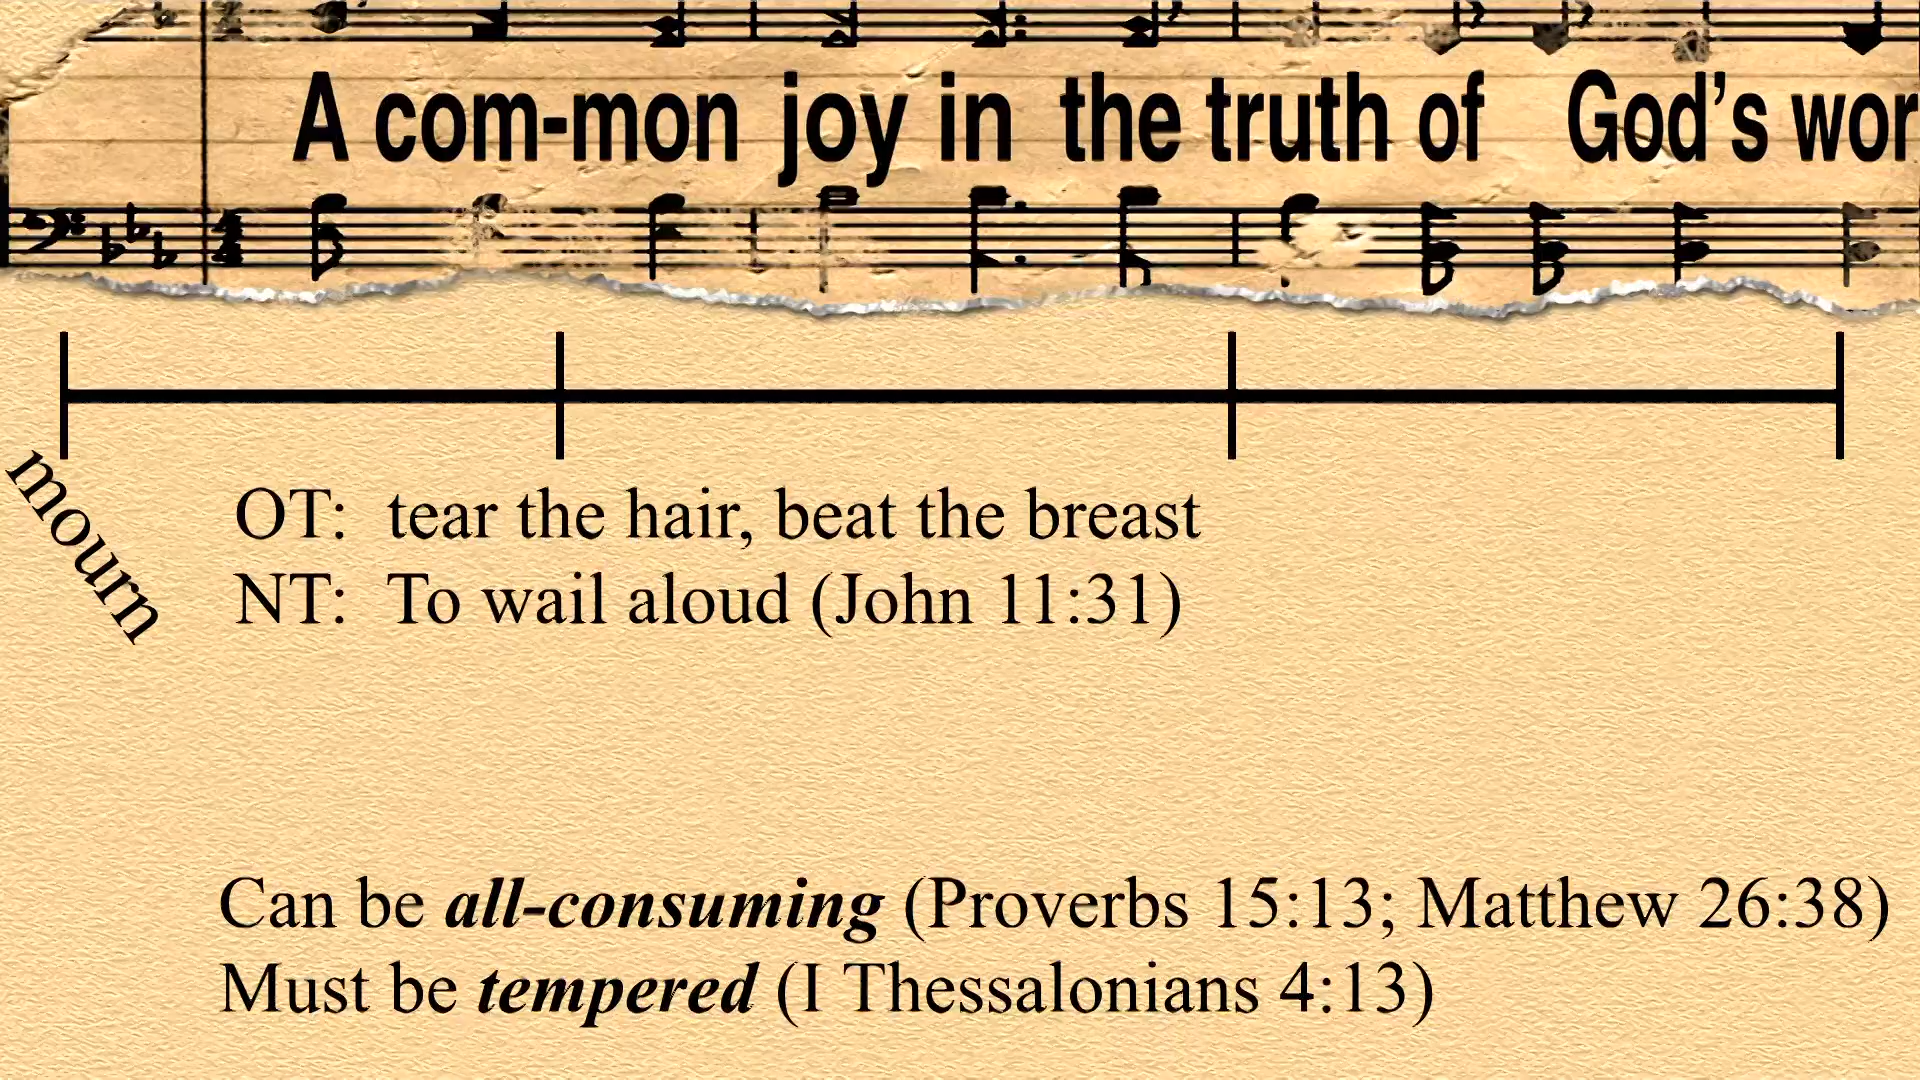 A com-mon joy in the truth of God's wor
mourn
OT: tear the hair, beat the breast
NT: To wail aloud (John 11:31)
Can be all-consuming (Proverbs 15:13; Matthew 26:38)
Must be tempered (I Thessalonians 4:13)